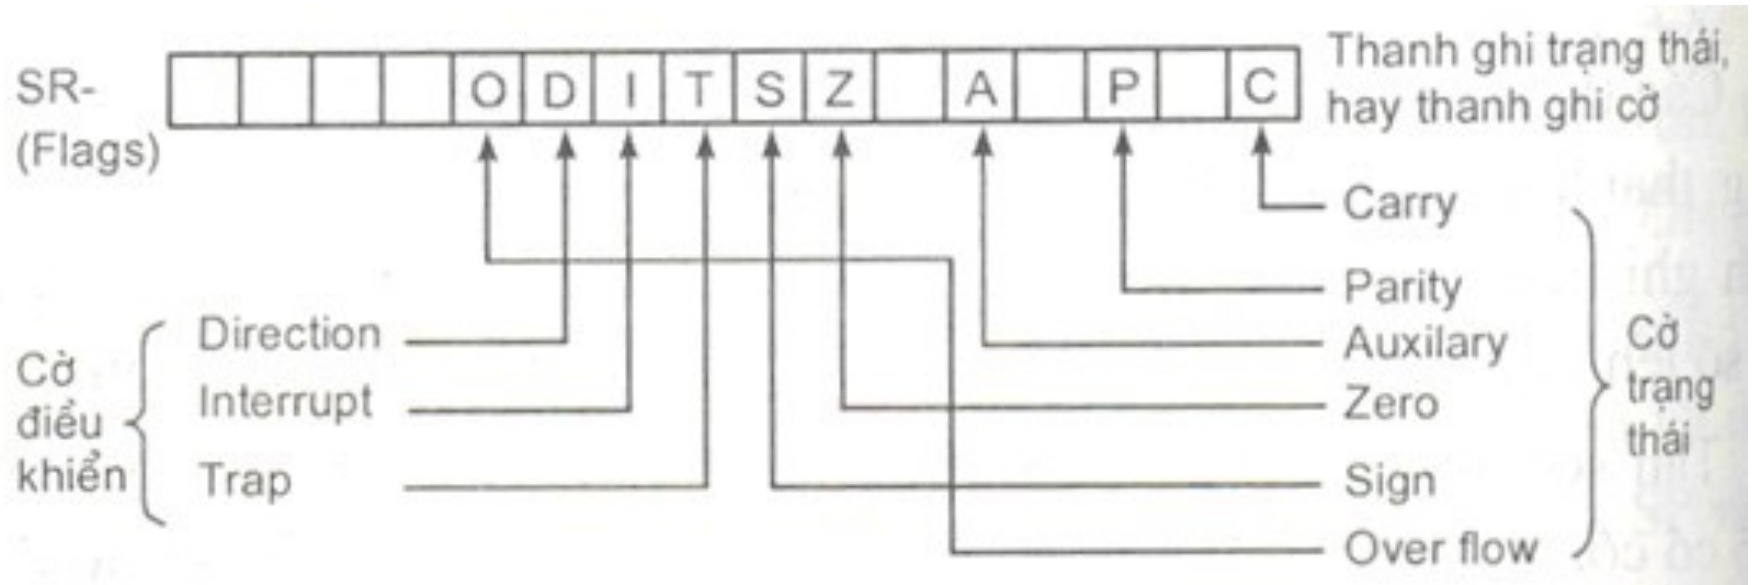 SR-
(Flags)
O D I T S Z A P C
Thanh ghi trạng thái,
hay thanh ghi cờ
Carry
Parity
Auxilary
Zero
Sign
Over flow
Cờ
trạng
thái
Direction
Interrupt
Trap
Cờ
điều
khiển